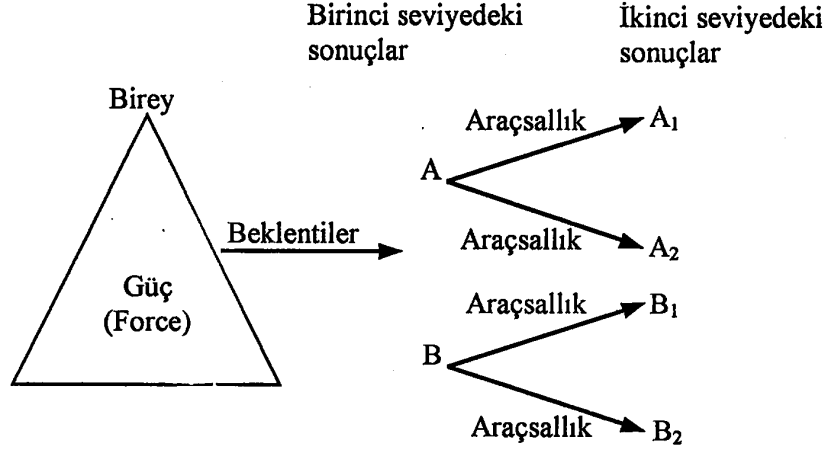 Birinci seviyedeki
sonuçlar
İkinci seviyedeki
sonuçlar
Birey
Güç
(Force)
Beklentiler
A
Araçsallık
A1
Araçsallık
A2
B
Araçsallık
B1
Araçsallık
B2